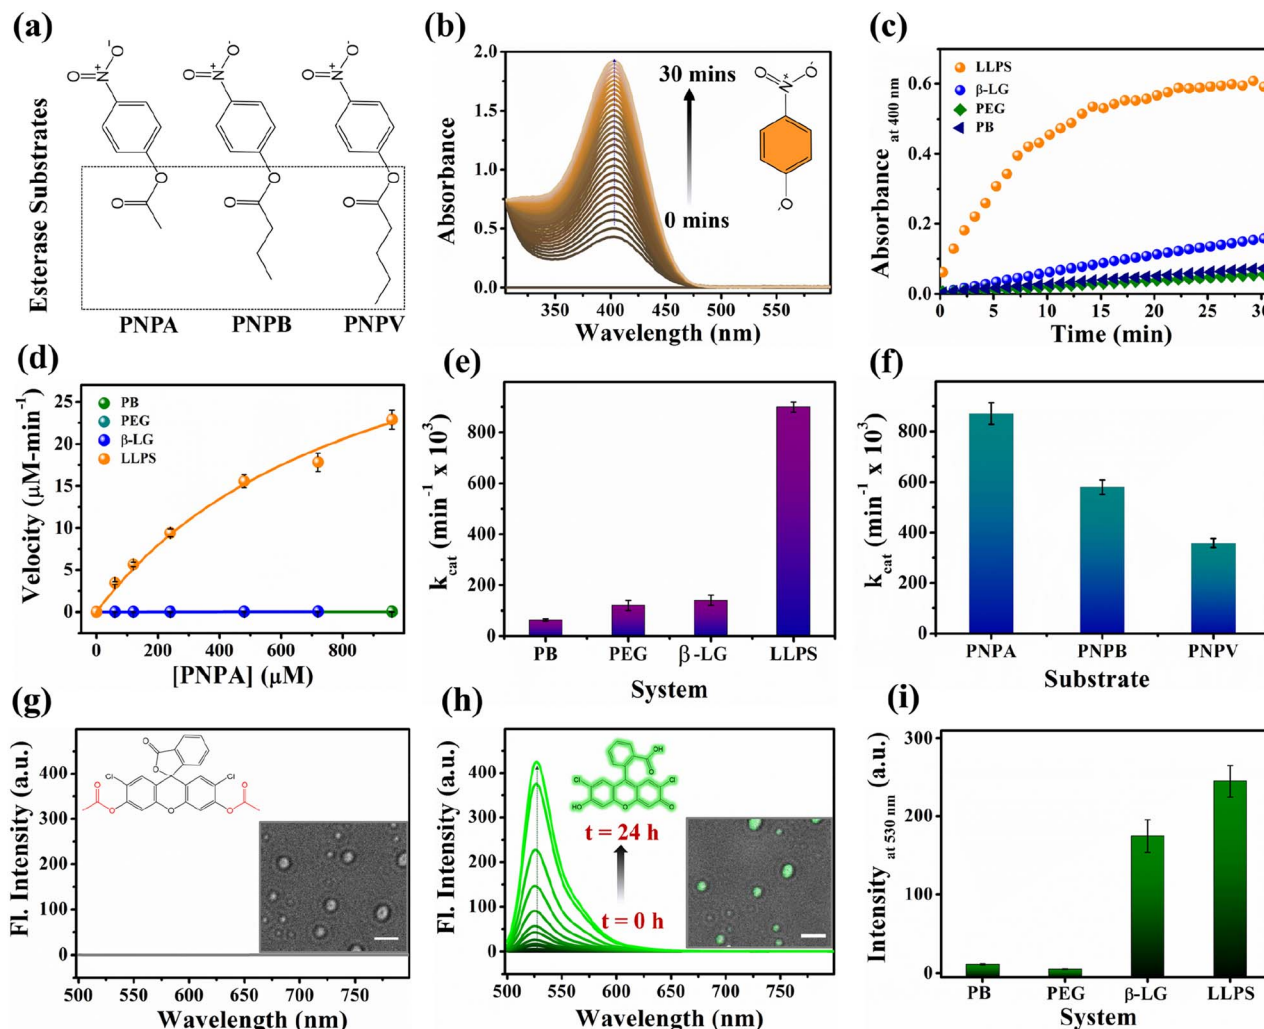 (a)
Esterase Substrates
O
N
+
O
-
O
O
O
N
+
O
-
O
O
O
N
+
O
-
O
O
PNPA
PNPB
PNPV
(b)
Absorbance
2.0
1.5
1.0
0.5
0.0
350 400 450 500 550
Wavelength (nm)
30 mins
0 mins
O
N
+
O
-
O
-
(c)
Absorbance at 400 nm
0.6
0.4
0.2
0.0
0 5 10 15 20 25 30
Time (min)
LLPS
β-LG
PEG
PB
(d)
Velocity (μM-min⁻¹)
25
20
15
10
5
0
0 200 400 600 800
[PNPA] (μM)
PB
PEG
β-LG
LLPS
(e)
kcat (min⁻¹ x 10³)
800
600
400
200
0
PB PEG β-LG LLPS
System
(f)
kcat (min⁻¹ x 10³)
800
600
400
200
0
PNPA PNPB PNPV
Substrate
(g)
Fl. Intensity (a.u.)
400
300
200
100
0
500 550 600 650 700 750
Wavelength (nm)
O
O
Cl
Cl
O
O
O
O
O
(h)
Fl. Intensity (a.u.)
400
300
200
100
0
500 550 600 650 700 750
Wavelength (nm)
OH
O
Cl
Cl
HO
O
O
t = 24 h
t = 0 h
(i)
Intensity at 530 nm (a.u.)
300
200
100
0
PB PEG β-LG LLPS
System